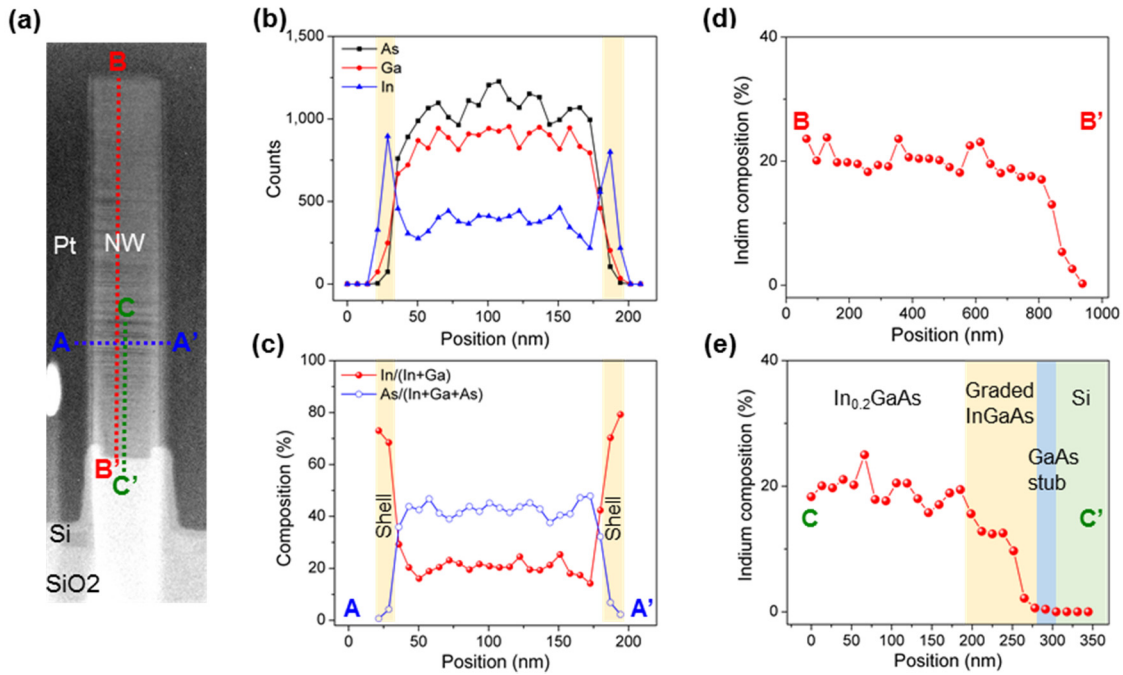 (a)
B
Pt
NW
C
A
A'
B'
C'
Si
SiO2
(b)
1,500
1,000
500
0
Counts
As
Ga
In
0
50
100
150
200
Position (nm)
(c)
100
80
60
40
20
0
Composition (%)
In/(In+Ga)
As/(In+Ga+As)
Shell
Shell
A
A'
0
50
100
150
200
Position (nm)
(d)
40
20
0
Indim composition (%)
B
B'
0
200
400
600
800
1000
Position (nm)
(e)
40
20
0
Indium composition (%)
In0.2GaAs
Graded
InGaAs
GaAs
stub
Si
C
C'
0
50
100
150
200
250
300
350
Position (nm)